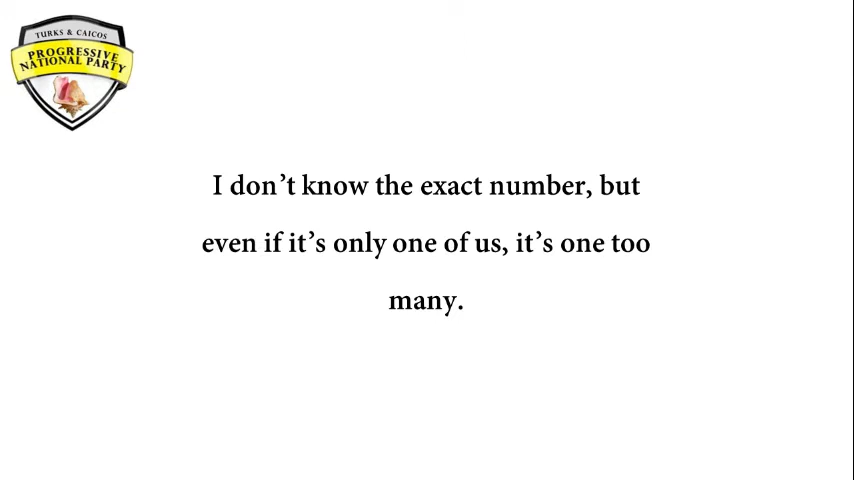 TURKS & CAICOS
PROGRESSIVE
NATIONAL PARTY
I don’t know the exact number, but
even if it’s only one of us, it’s one too
many.